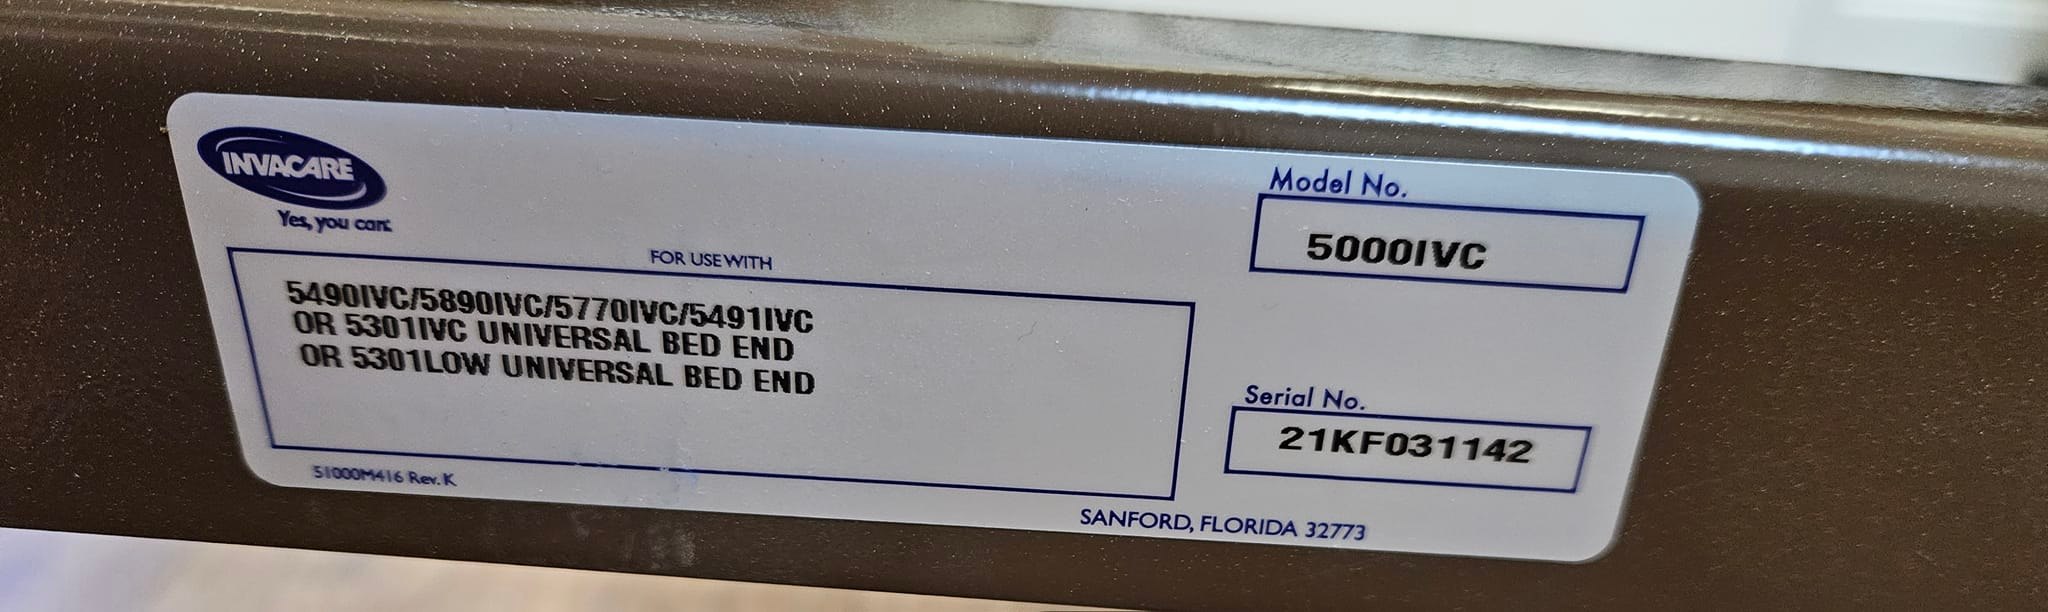 INVACARE
Yes, you can.
Model No.
5000IVC
FOR USE WITH
5490IVC/5890IVC/5770IVC/5491IVC
OR 5301IVC UNIVERSAL BED END
OR 5301LOW UNIVERSAL BED END
Serial No.
21KF031142
51000M416 Rev. K
SANFORD, FLORIDA 32773